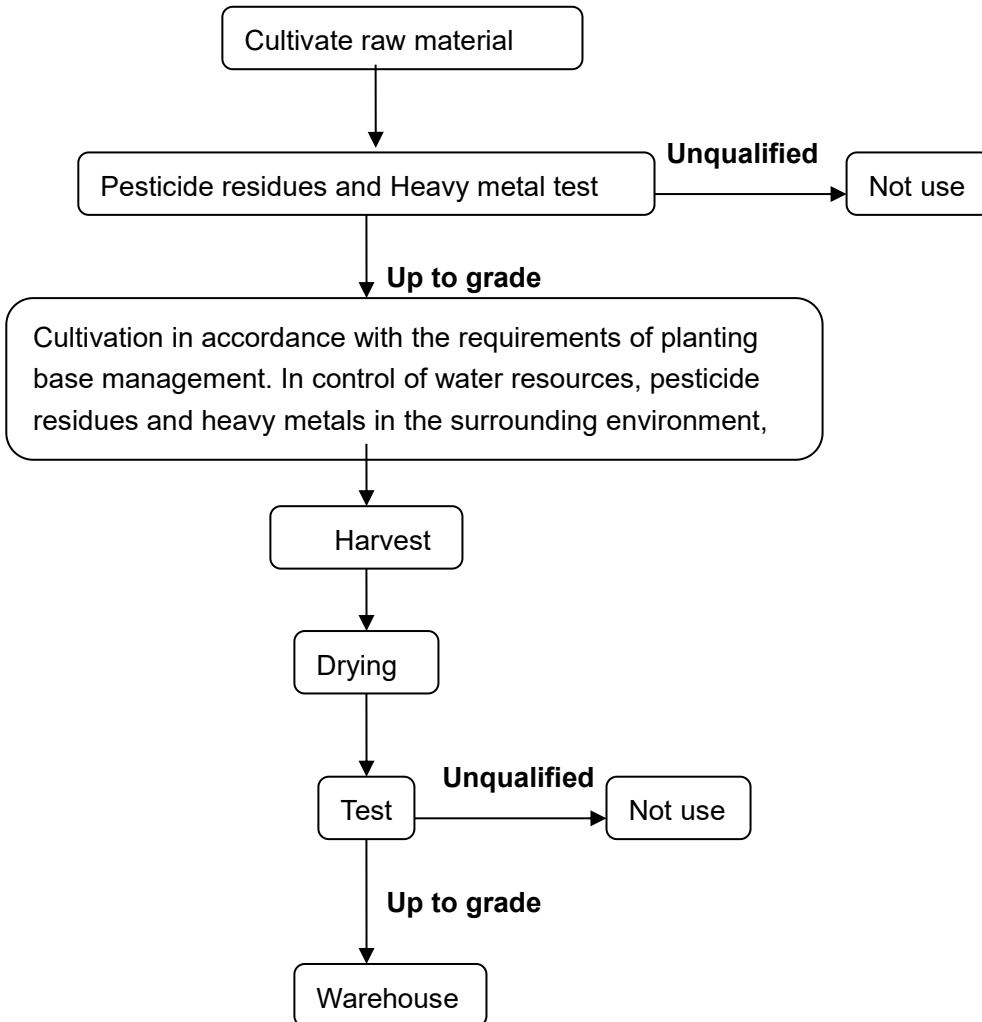 Cultivate raw material
Unqualified
Pesticide residues and Heavy metal test
Not use
Up to grade
Cultivation in accordance with the requirements of planting
base management. In control of water resources, pesticide
residues and heavy metals in the surrounding environment,
Harvest
Drying
Unqualified
Test
Not use
Up to grade
Warehouse